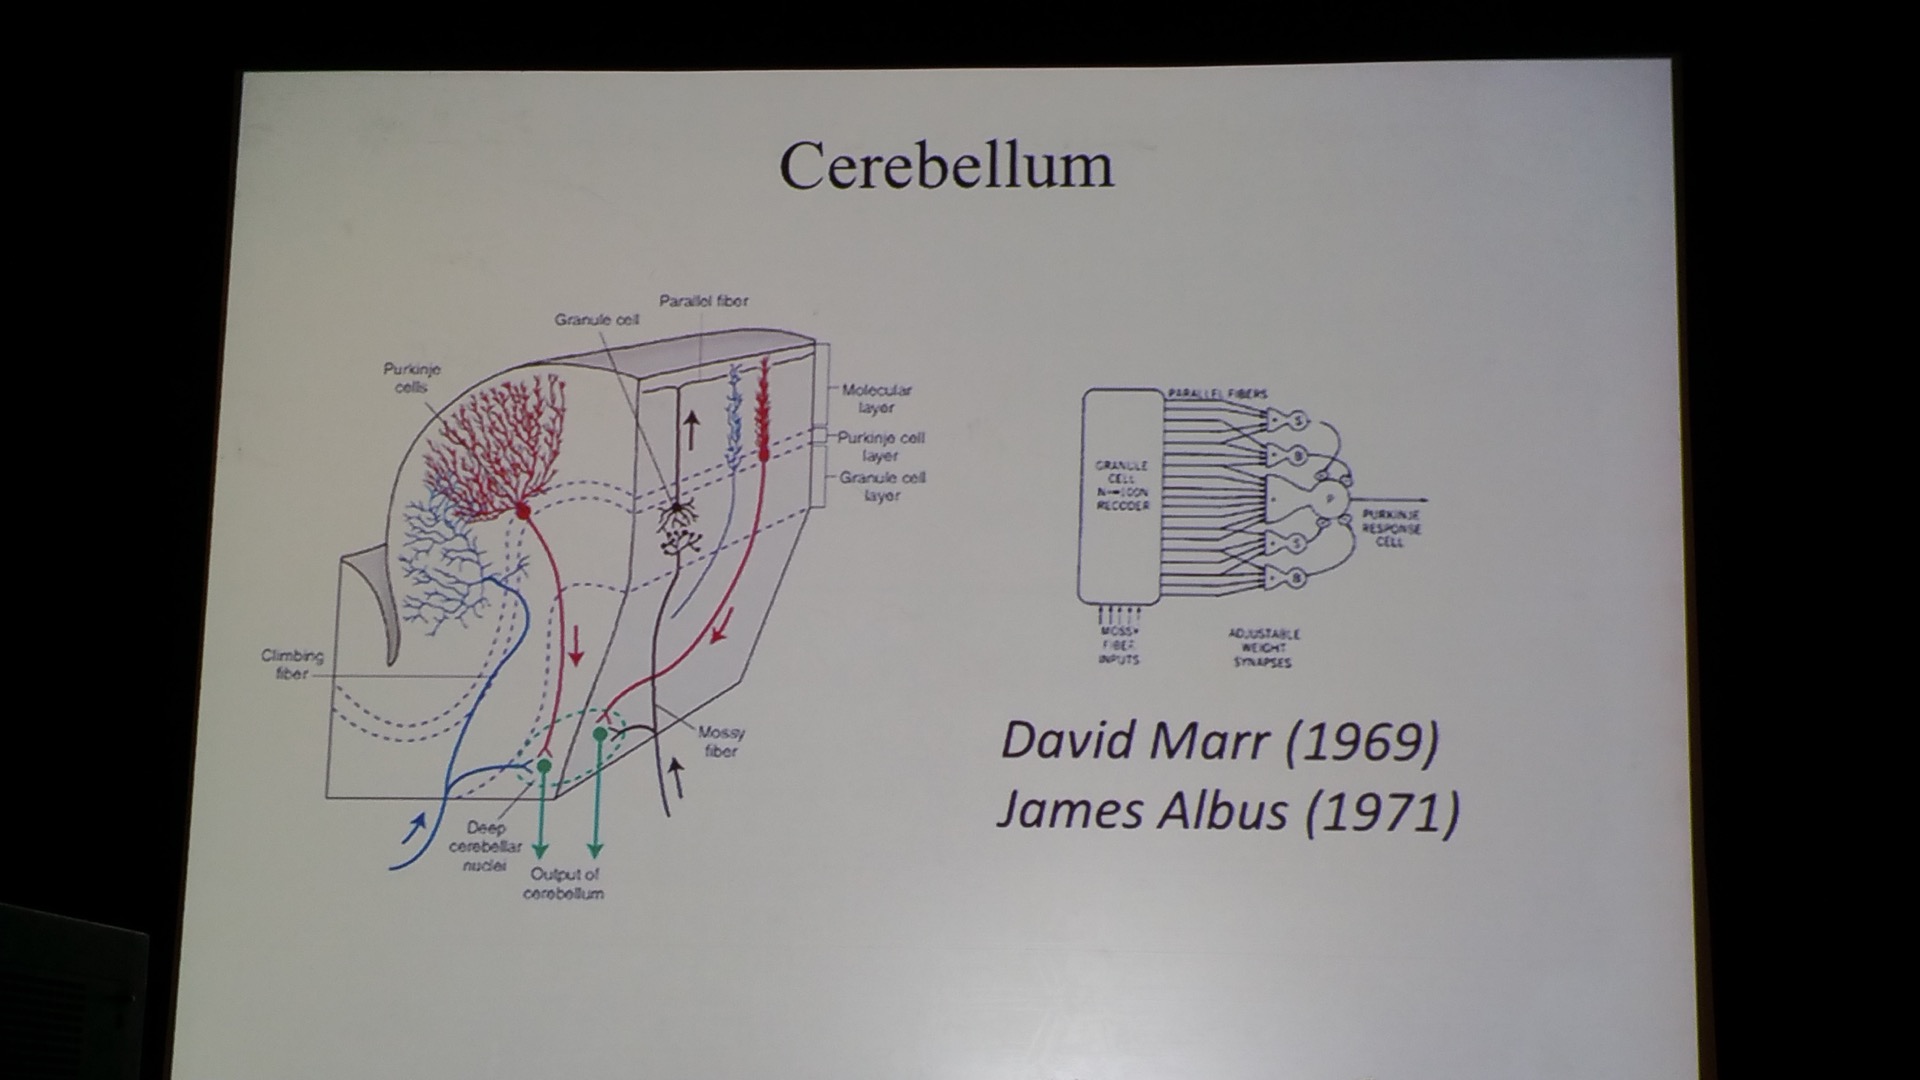 Cerebellum
Parallel fiber
Granule cell
Purkinje
cells
Molecular
layer
Purkinje cell
layer
Granule cell
layer
Climbing
fiber
Mossy
fiber
Deep
cerebellar
nuclei
Output of
cerebellum
PARALLEL FIBERS
GRANULE
CELL
N→100N
RECODER
S
B
P
S
B
PURKINJE
RESPONSE
CELL
MOSSY
FIBER
INPUTS
ADJUSTABLE
WEIGHT
SYNAPSES
David Marr (1969)
James Albus (1971)